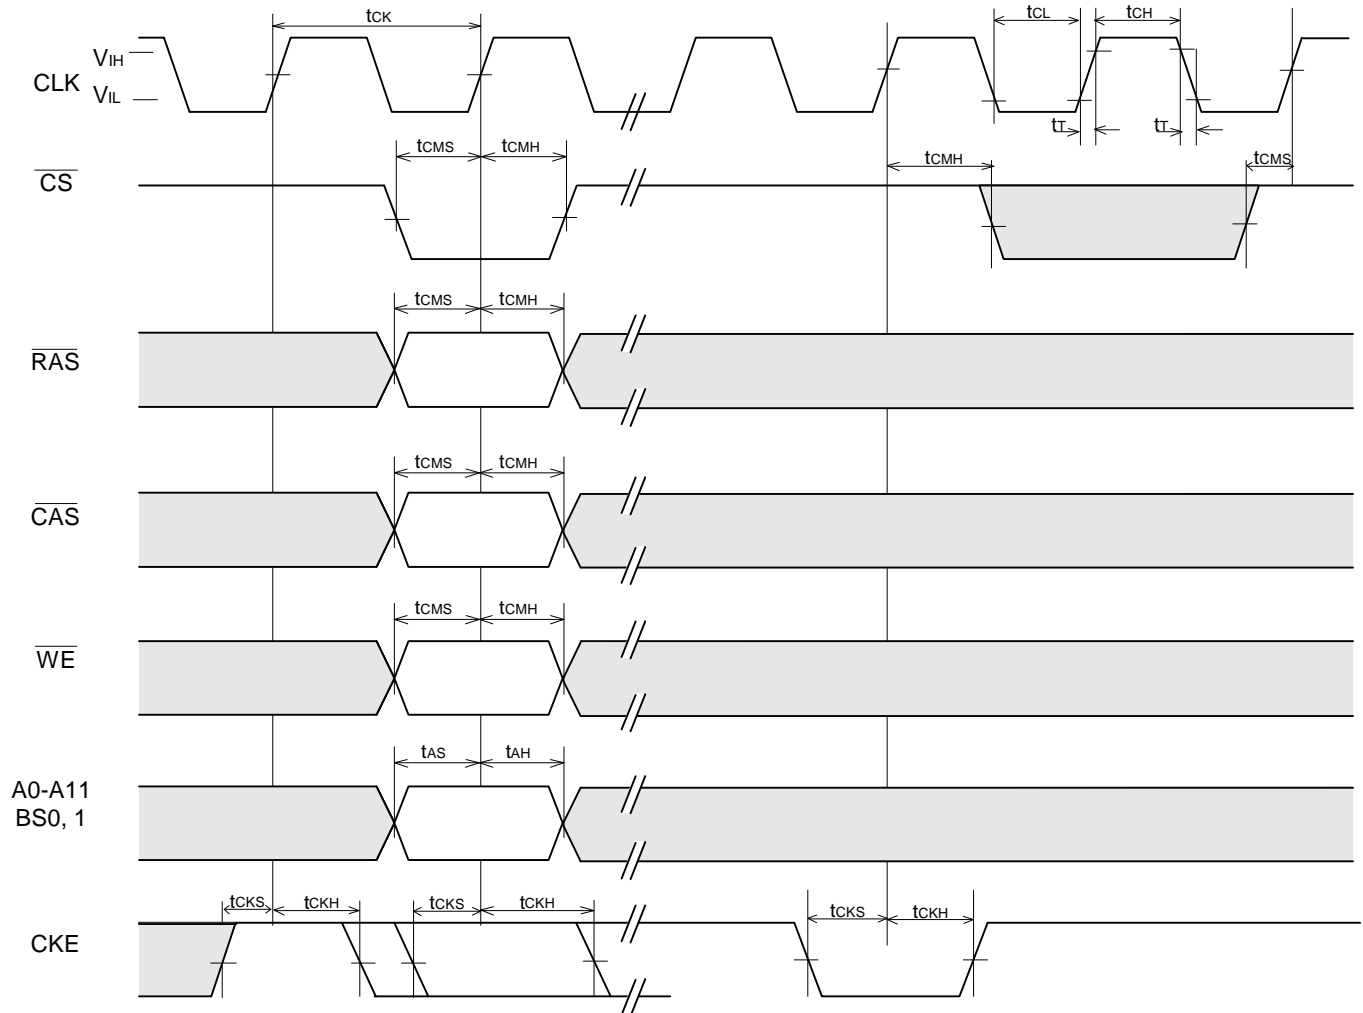 tCK
tCL
tCH
VIH
CLK
VIL
tT
tT
tCMS
tCMH
tCMH
tCMS
CS
tCMS
tCMH
RAS
tCMS
tCMH
CAS
tCMS
tCMH
WE
tAS
tAH
A0-A11
BS0, 1
tCKS
tCKH
tCKS
tCKH
tCKS
tCKH
CKE